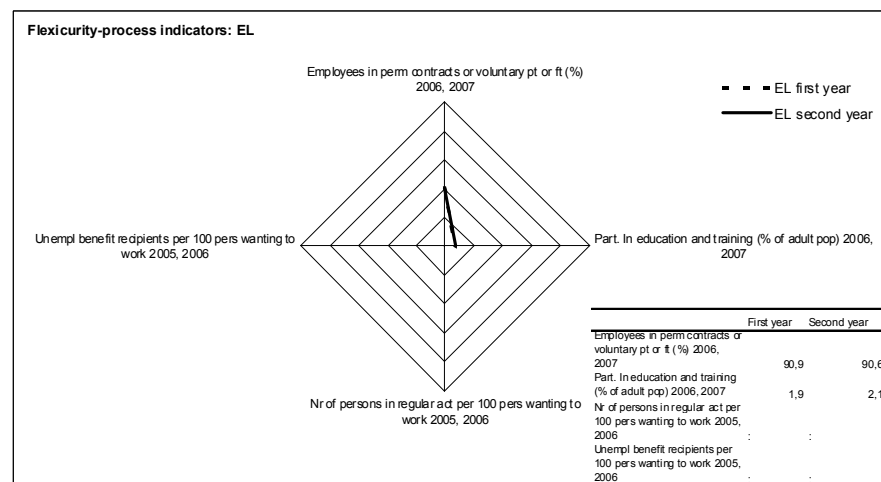 Flexicurity-process indicators: EL
Employees in perm contracts or voluntary pt or ft (%)
2006, 2007
EL first year
EL second year
Unempl benefit recipients per 100 pers wanting to
work 2005, 2006
Part. In education and training (% of adult pop) 2006,
2007
Nr of persons in regular act per 100 pers wanting to
work 2005, 2006
First year Second year
Employees in perm contracts or
voluntary pt or ft (%) 2006,
2007 90,9 90,6
Part. In education and training
(% of adult pop) 2006, 2007 1,9 2,1
Nr of persons in regular act per
100 pers wanting to work 2005,
2006 : :
Unempl benefit recipients per
100 pers wanting to work 2005,
2006 : :